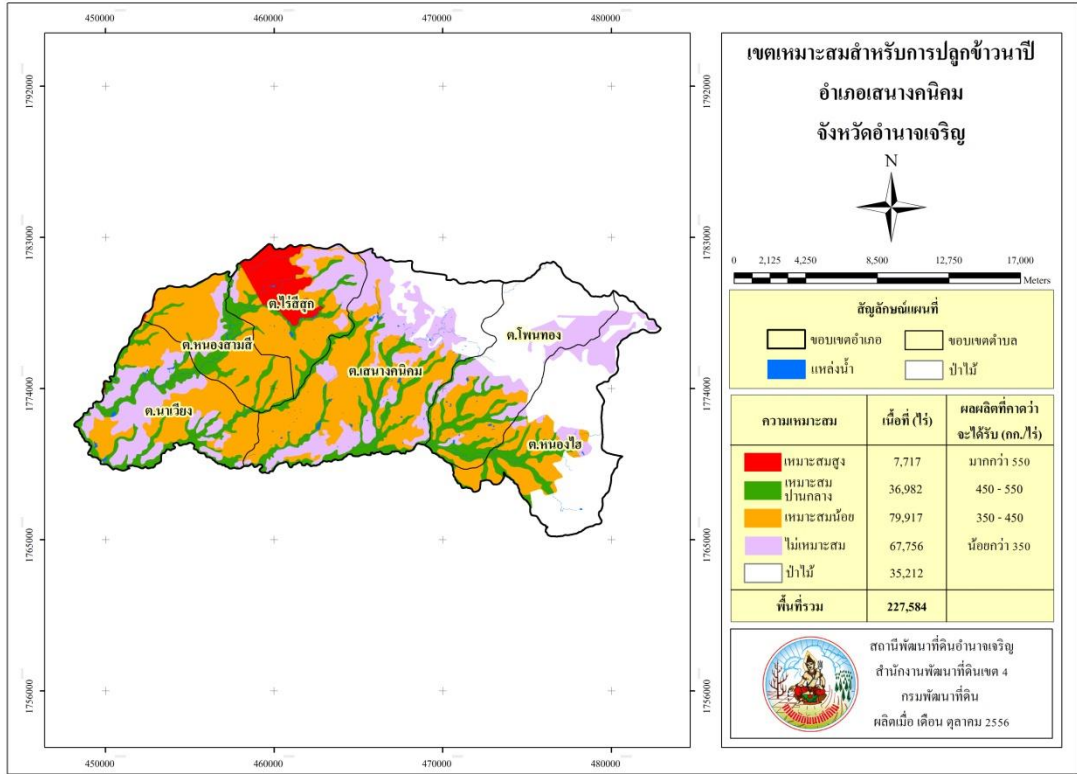 450000 460000 470000 480000
1792000 1792000
1783000 1783000
1774000 1774000
1765000 1765000
1756000 1756000
ต.ไร่สีสุก
ต.หนองสามสี
ต.โพนทอง
ต.เสนางคนิคม
ต.นาเวียง
ต.หนองไฮ
450000 460000 470000 480000
เขตเหมาะสมสำหรับการปลูกข้าวนาปี
อำเภอเสนางคนิคม
จังหวัดอำนาจเจริญ
N
0 2,125 4,250 8,500 12,750 17,000
Meters
สัญลักษณ์แผนที่
ขอบเขตอำเภอ ขอบเขตตำบล
แหล่งน้ำ ป่าไม้
ความเหมาะสม เนื้อที่ (ไร่) ผลผลิตที่คาดว่า
จะได้รับ (กก./ไร่)
เหมาะสมสูง 7,717 มากกว่า 550
เหมาะสม
ปานกลาง 36,982 450 - 550
เหมาะสมน้อย 79,917 350 - 450
ไม่เหมาะสม 67,756 น้อยกว่า 350
ป่าไม้ 35,212
พื้นที่รวม 227,584
สถานีพัฒนาที่ดินอำนาจเจริญ
สำนักงานพัฒนาที่ดินเขต 4
กรมพัฒนาที่ดิน
ผลิตเมื่อ เดือน ตุลาคม 2556